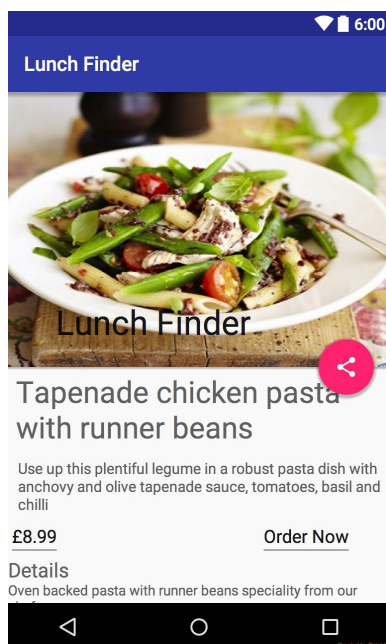 6:00
Lunch Finder
Lunch Finder
Tapenade chicken pasta
with runner beans
Use up this plentiful legume in a robust pasta dish with
anchovy and olive tapenade sauce, tomatoes, basil and
chilli
£8.99 Order Now
Details
Oven backed pasta with runner beans speciality from our